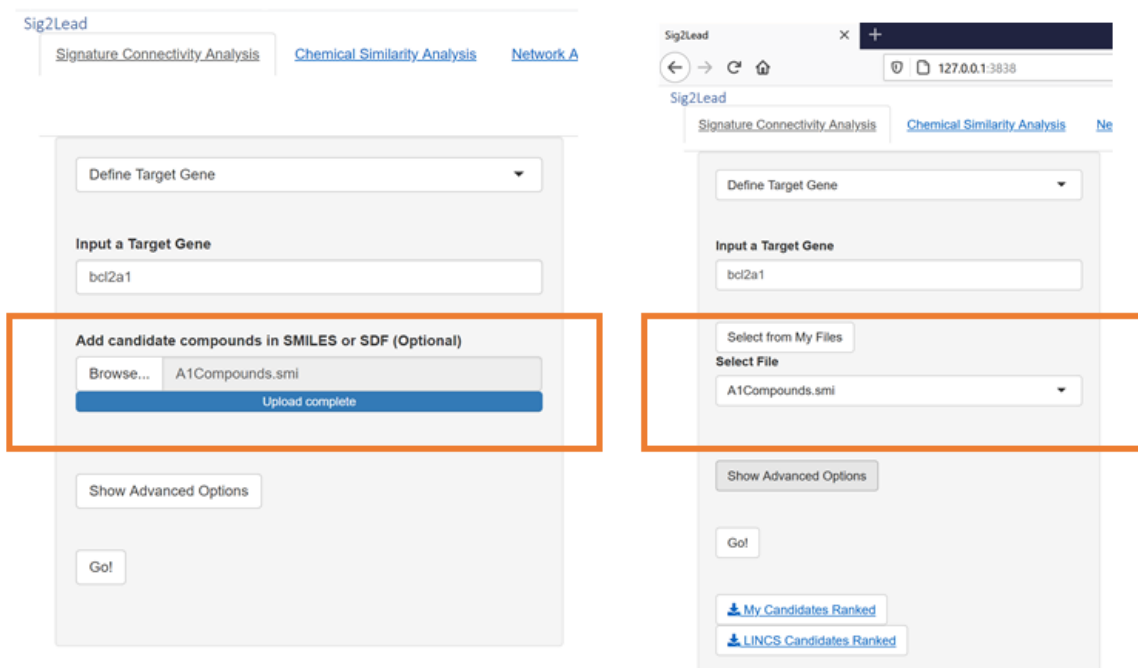 Sig2Lead
Signature Connectivity Analysis Chemical Similarity Analysis Network A
Define Target Gene
Input a Target Gene
bcl2a1
Add candidate compounds in SMILES or SDF (Optional)
Browse... A1Compounds.smi
Upload complete
Show Advanced Options
Go!
Sig2Lead
127.0.0.1:3838
Sig2Lead
Signature Connectivity Analysis Chemical Similarity Analysis Ne
Define Target Gene
Input a Target Gene
bcl2a1
Select from My Files
Select File
A1Compounds.smi
Show Advanced Options
Go!
My Candidates Ranked
LINCS Candidates Ranked